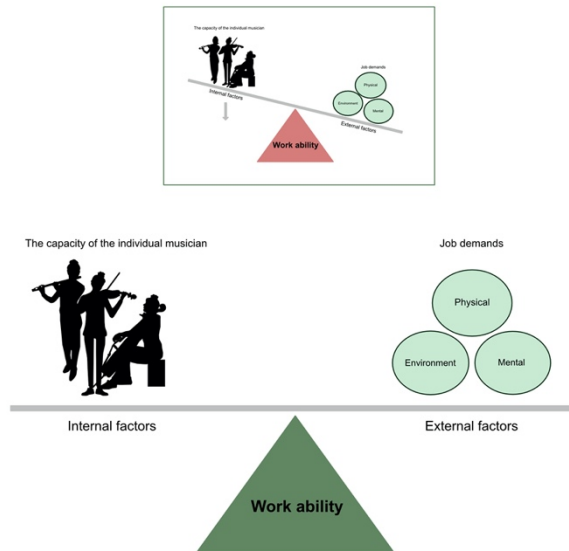 The capacity of the individual musician
Job demands
Physical
Environment
Mental
Internal factors
External factors
Work ability
The capacity of the individual musician
Job demands
Physical
Environment
Mental
Internal factors
External factors
Work ability